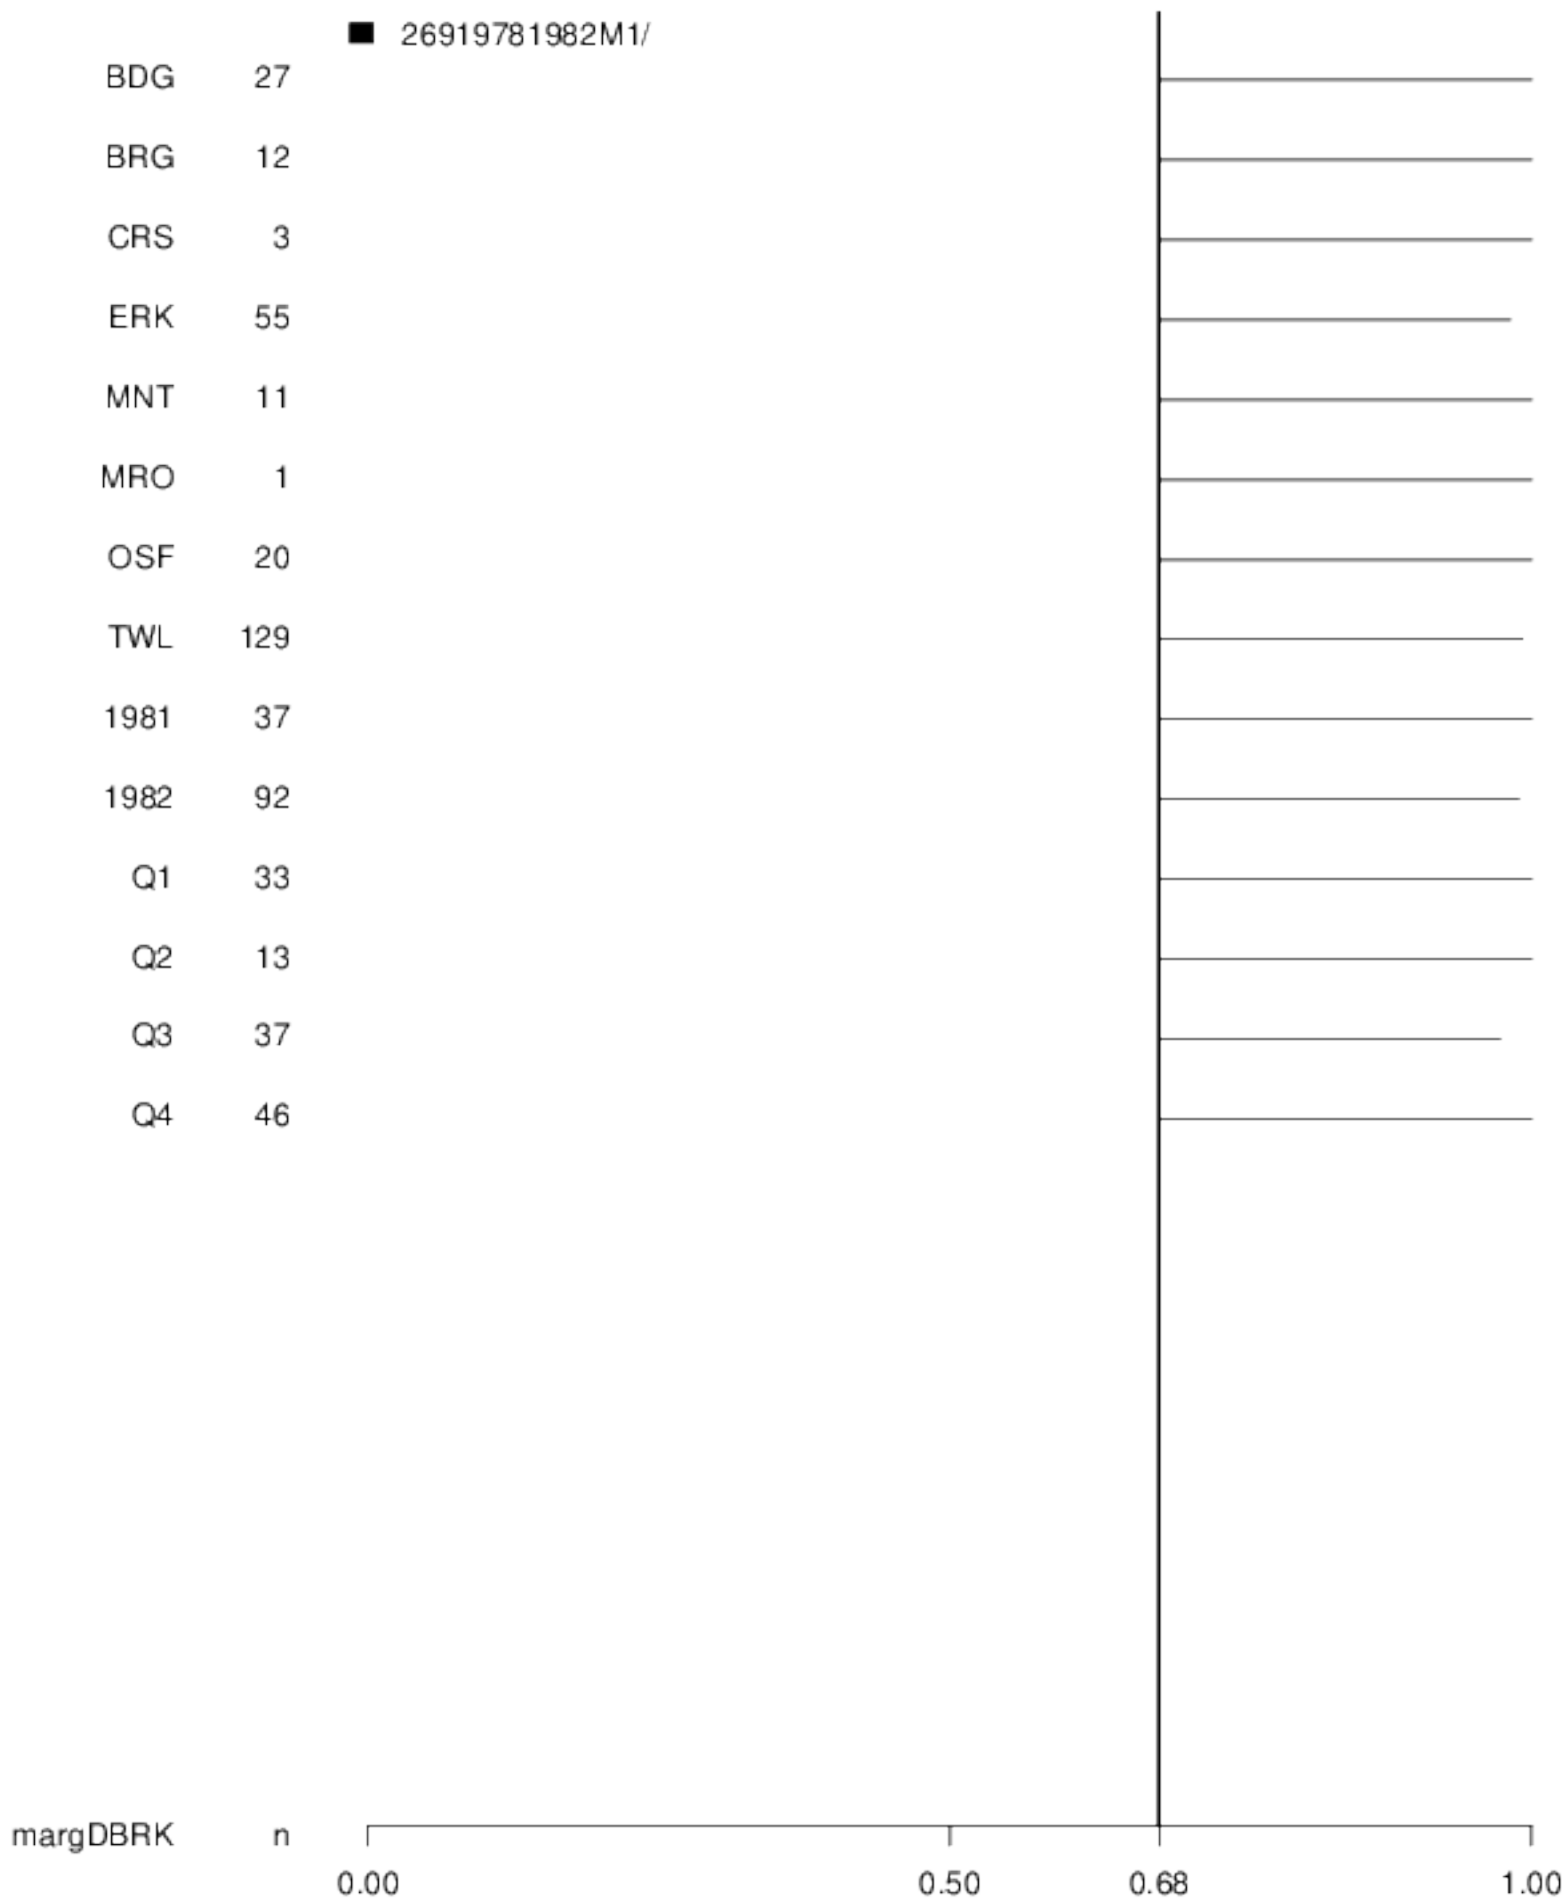 26919781982M1/
BDG 27
BRG 12
CRS 3
ERK 55
MNT 11
MRO 1
OSF 20
TWL 129
1981 37
1982 92
Q1 33
Q2 13
Q3 37
Q4 46
margDBRK n
0.00 0.50 0.68 1.00